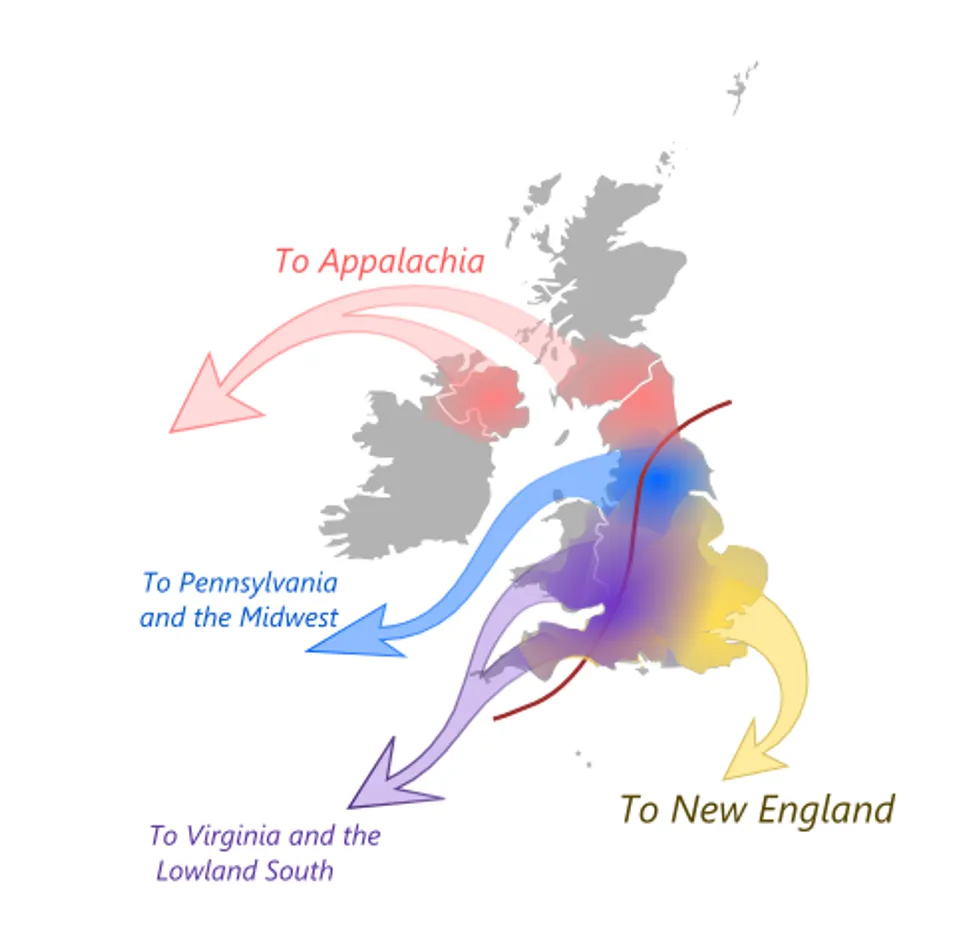 To Appalachia
To Pennsylvania
and the Midwest
To New England
To Virginia and the
Lowland South